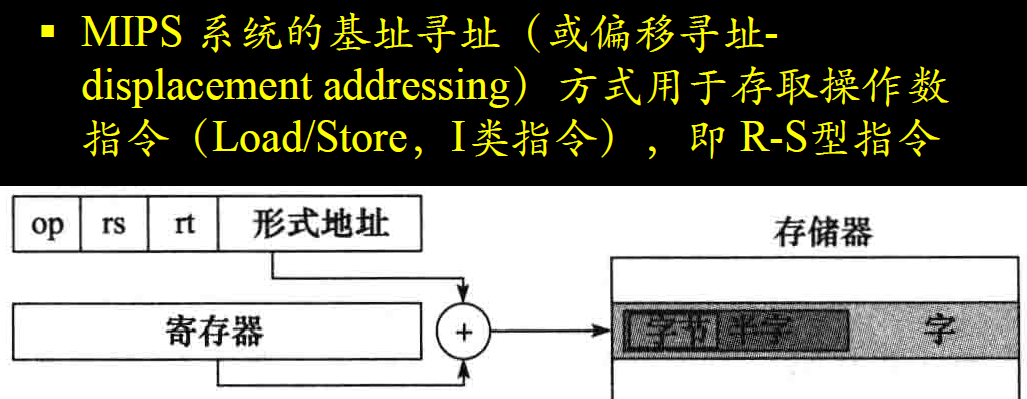 ▪ MIPS 系统的基址寻址（或偏移寻址-
displacement addressing）方式用于存取操作数
指令（Load/Store，I类指令），即 R-S型指令
op rs rt 形式地址
存储器
寄存器
+
字节 半字 字